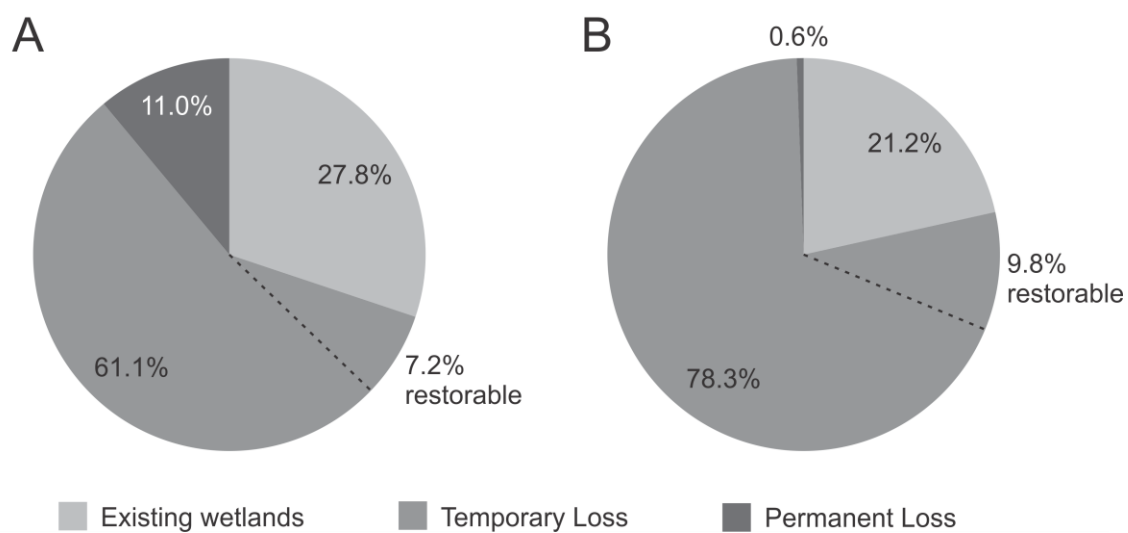 A
11.0%
27.8%
61.1%
7.2%
restorable
B
0.6%
21.2%
9.8%
restorable
78.3%
Existing wetlands
Temporary Loss
Permanent Loss